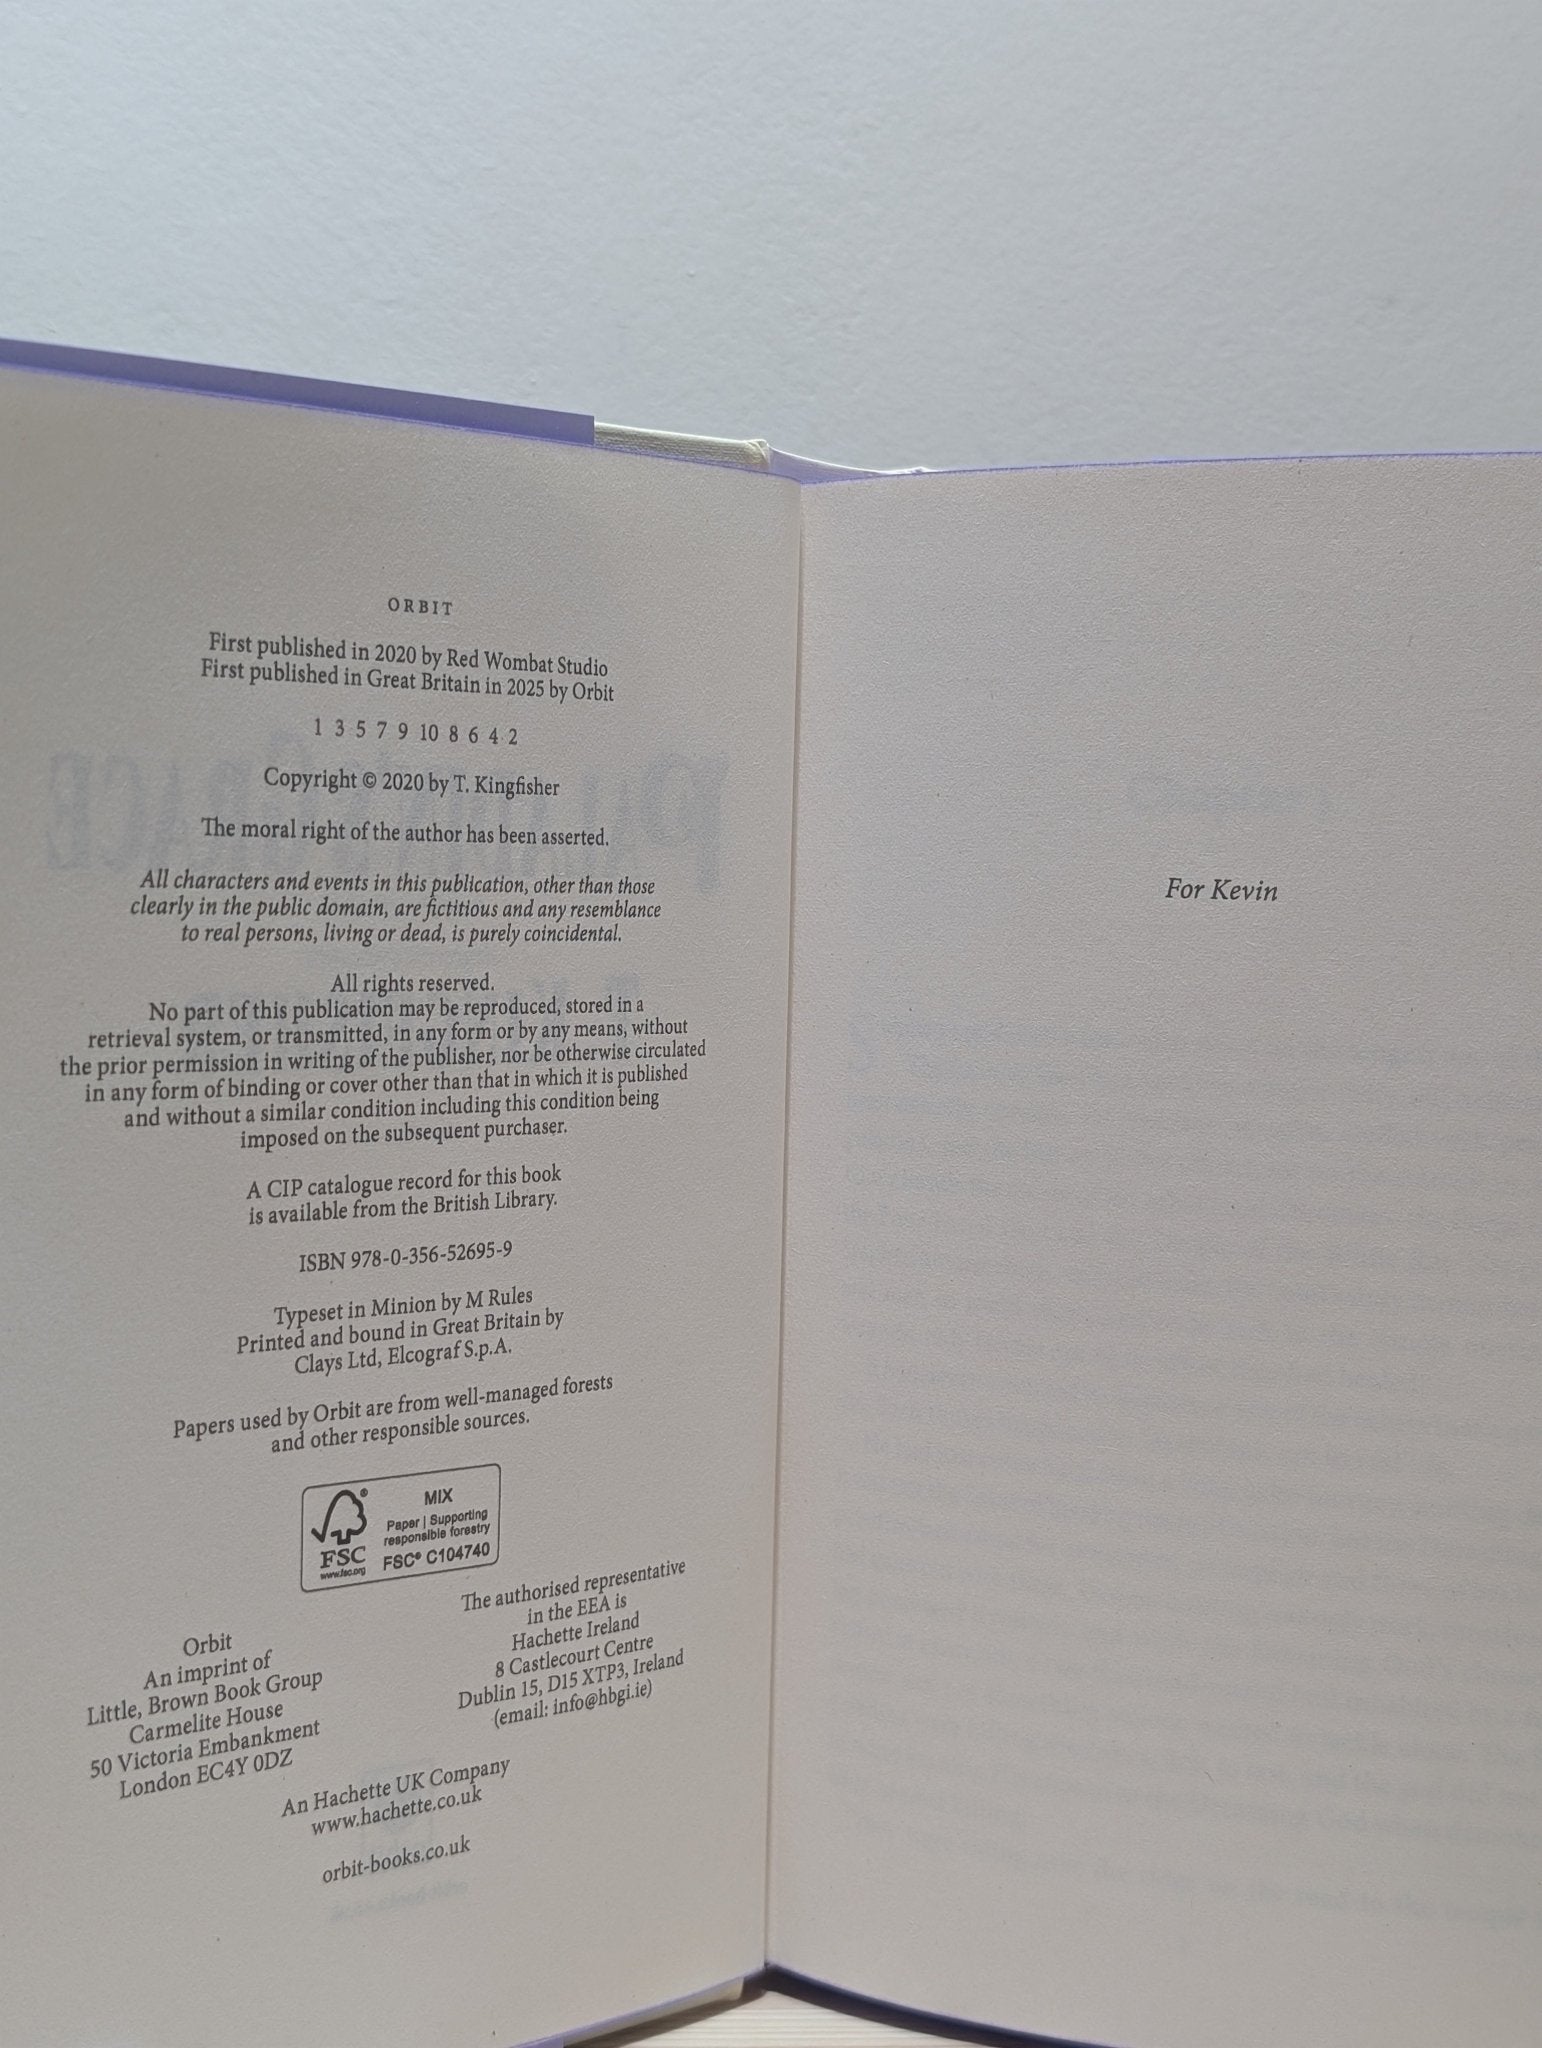 ORBIT
First published in 2020 by Red Wombat Studio
First published in Great Britain in 2025 by Orbit
1 3 5 7 9 10 8 6 4 2
Copyright © 2020 by T. Kingfisher
The moral right of the author has been asserted.
All characters and events in this publication, other than those
clearly in the public domain, are fictitious and any resemblance
to real persons, living or dead, is purely coincidental.
All rights reserved.
No part of this publication may be reproduced, stored in a
retrieval system, or transmitted, in any form or by any means, without
the prior permission in writing of the publisher, nor be otherwise circulated
in any form of binding or cover other than that in which it is published
and without a similar condition including this condition being
imposed on the subsequent purchaser.
A CIP catalogue record for this book
is available from the British Library.
ISBN 978-0-356-52695-9
Typeset in Minion by M Rules
Printed and bound in Great Britain by
Clays Ltd, Elcograf S.p.A.
Papers used by Orbit are from well-managed forests
and other responsible sources.
FSC®
www.fsc.org
MIX
Paper | Supporting
responsible forestry
FSC® C104740
Orbit
An imprint of
Little, Brown Book Group
Carmelite House
50 Victoria Embankment
London EC4Y 0DZ
The authorised representative
in the EEA is
Hachette Ireland
8 Castlecourt Centre
Dublin 15, D15 XTP3, Ireland
(email: info@hbgi.ie)
An Hachette UK Company
www.hachette.co.uk
orbit-books.co.uk
For Kevin